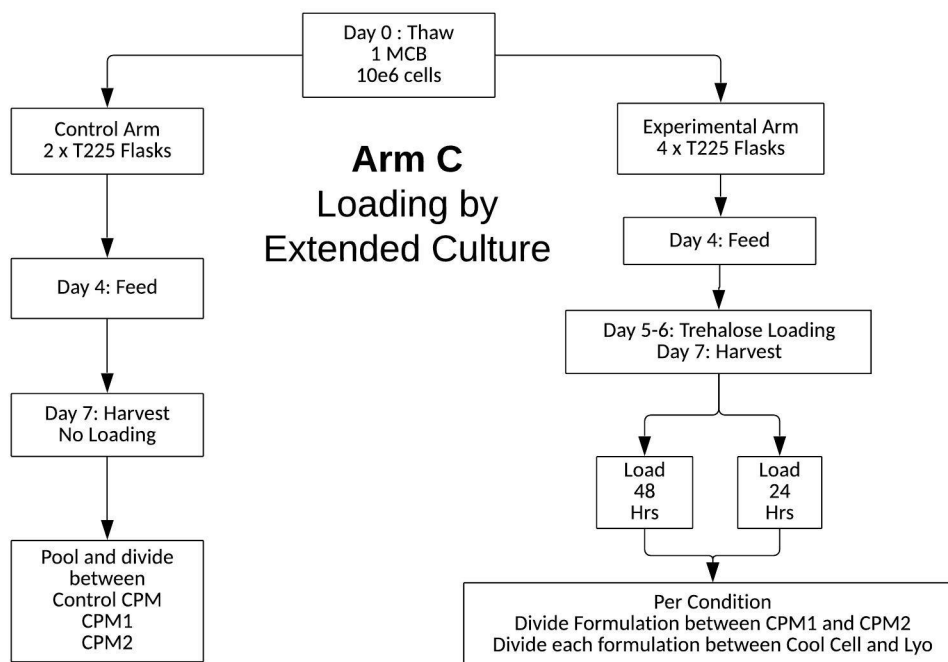 Day 0 : Thaw
1 MCB
10e6 cells
Control Arm
2 x T225 Flasks
Experimental Arm
4 x T225 Flasks
Arm C
Loading by
Extended Culture
Day 4: Feed
Day 4: Feed
Day 5-6: Trehalose Loading
Day 7: Harvest
Day 7: Harvest
No Loading
Load
48
Hrs
Load
24
Hrs
Pool and divide
between
Control CPM
CPM1
CPM2
Per Condition
Divide Formulation between CPM1 and CPM2
Divide each formulation between Cool Cell and Lyo